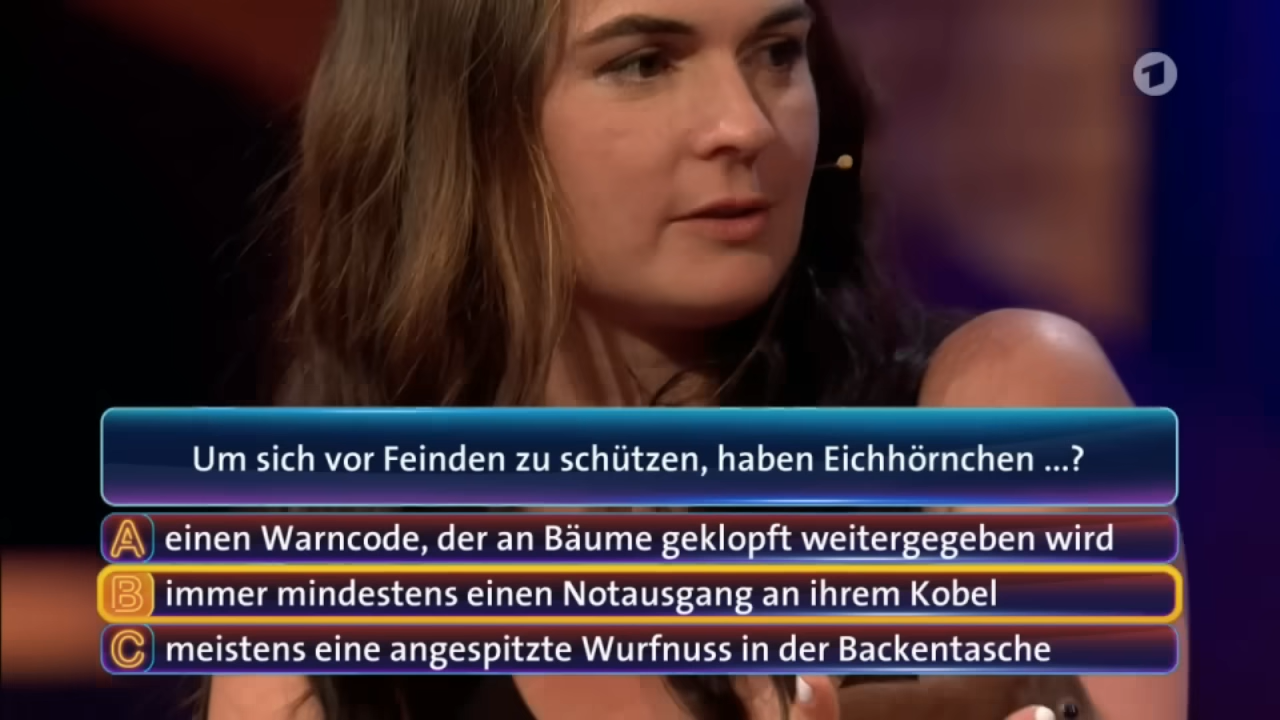 1
Um sich vor Feinden zu schützen, haben Eichhörnchen ...?
A einen Warncode, der an Bäume geklopft weitergegeben wird
B immer mindestens einen Notausgang an ihrem Kobel
C meistens eine angespitzte Wurfnuss in der Backentasche